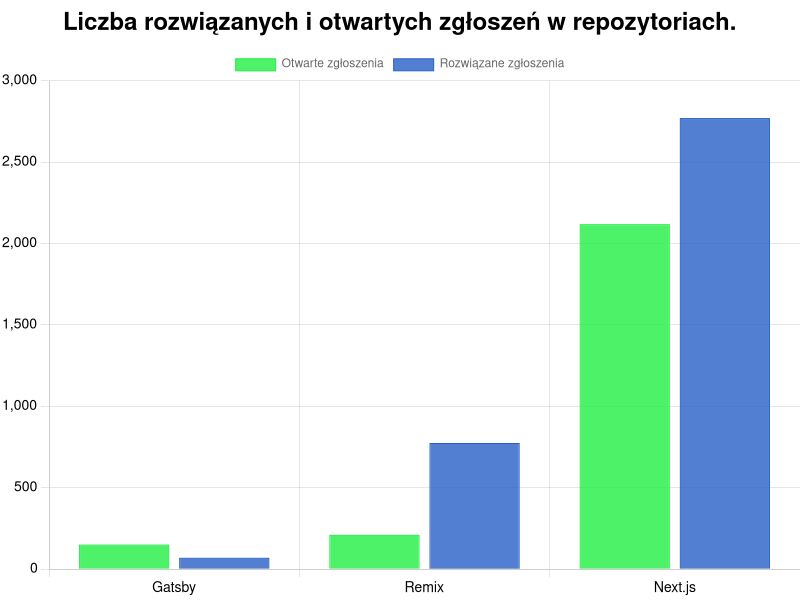 Liczba rozwiązanych i otwartych zgłoszeń w repozytoriach.
Otwarte zgłoszenia Rozwiązane zgłoszenia
3,000
2,500
2,000
1,500
1,000
500
0
Gatsby Remix Next.js